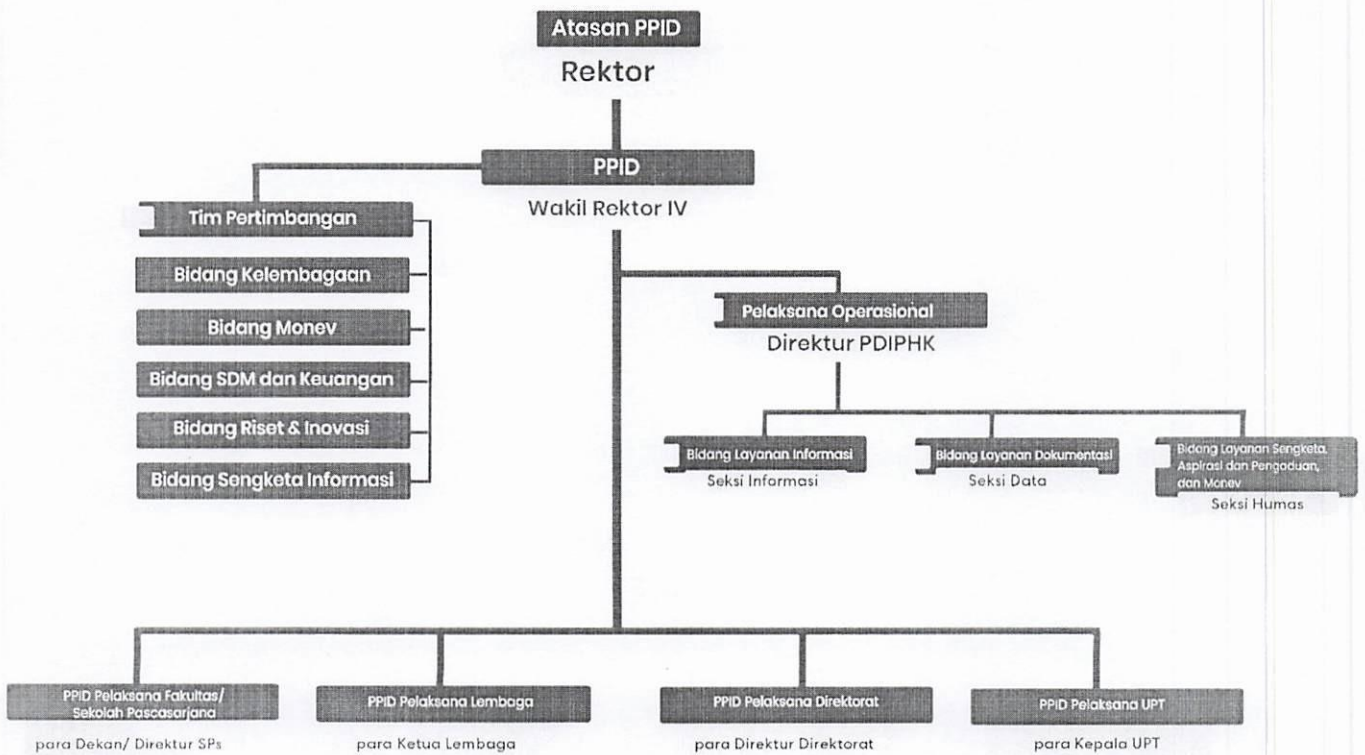 Atasan PPID
Rektor
PPID
Wakil Rektor IV
Tim Pertimbangan
Bidang Kelembagaan
Bidang Monev
Bidang SDM dan Keuangan
Bidang Riset & Inovasi
Bidang Sengketa Informasi
Pelaksana Operasional
Direktur PDIPHK
Bidang Layanan Informasi
Seksi Informasi
Bidang Layanan Dokumentasi
Seksi Data
Bidang Layanan Sengketa,
Aspirasi dan Pengaduan,
dan Monev
Seksi Humas
PPID Pelaksana Fakultas/
Sekolah Pascasarjana
para Dekan/ Direktur SPs
PPID Pelaksana Lembaga
para Ketua Lembaga
PPID Pelaksana Direktorat
para Direktur Direktorat
PPID Pelaksana UPT
para Kepala UPT